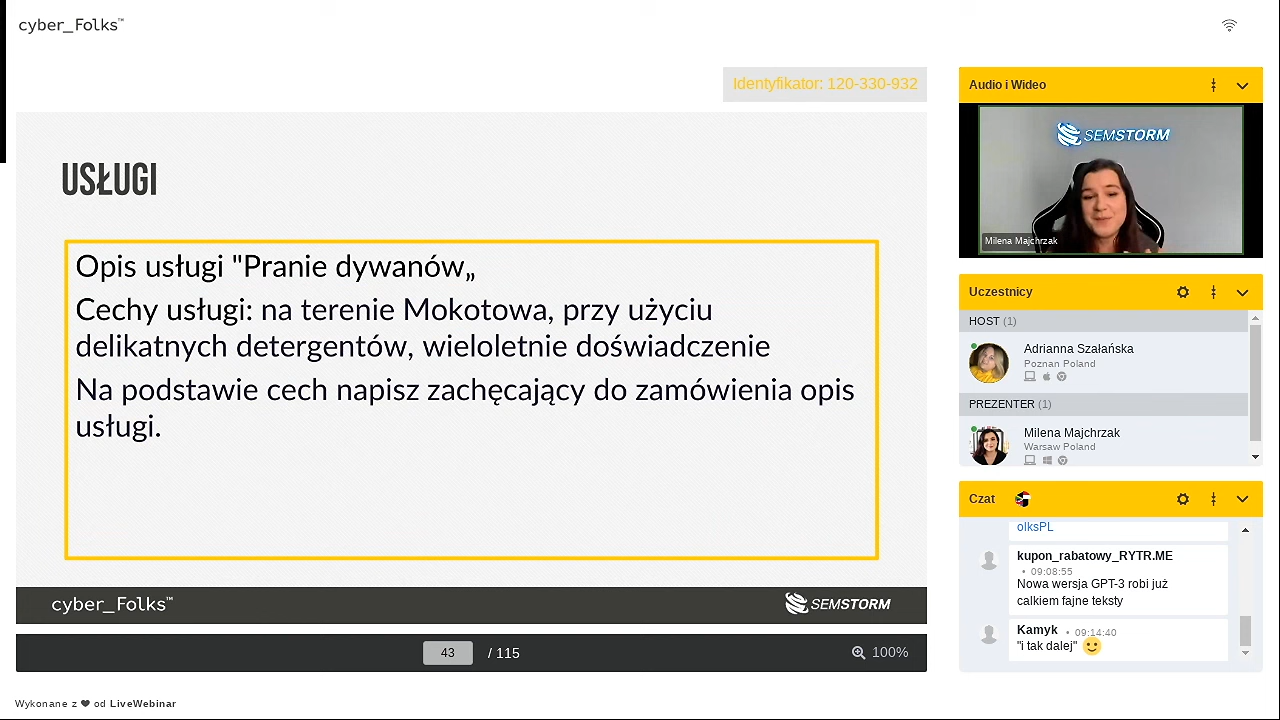 cyber_Folks™
Identyfikator: 120-330-932
USŁUGI
Opis usługi "Pranie dywanów„
Cechy usługi: na terenie Mokotowa, przy użyciu
delikatnych detergentów, wieloletnie doświadczenie
Na podstawie cech napisz zachęcający do zamówienia opis
usługi.
cyber_Folks™
SEMSTORM
43 / 115
100%
Wykonane z ❤ od LiveWebinar
Audio i Wideo
SEMSTORM
Milena Majchrzak
Uczestnicy
HOST (1)
Adrianna Szałańska
Poznan Poland
PREZENTER (1)
Milena Majchrzak
Warsaw Poland
Czat
olksPL
kupon_rabatowy_RYTR.ME
• 09:08:55
Nowa wersja GPT-3 robi już
calkiem fajne teksty
Kamyk • 09:14:40
"i tak dalej" 🙂